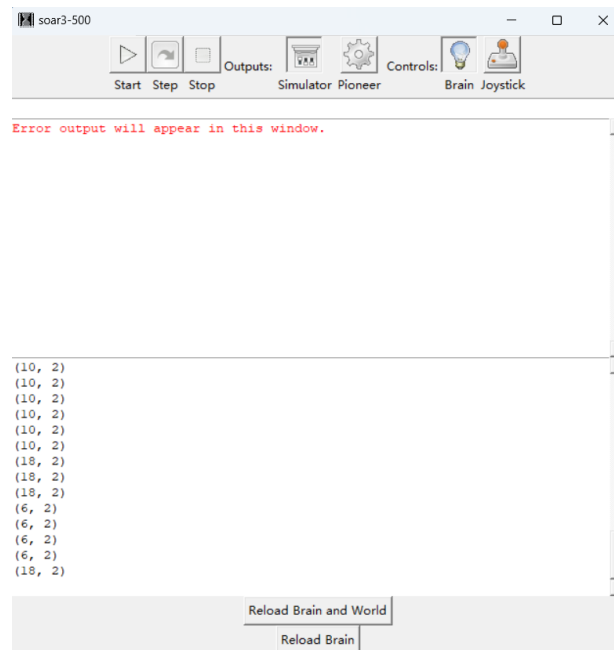 soar3-500
Outputs:
Controls:
Start Step Stop Simulator Pioneer Brain Joystick
Error output will appear in this window.
(10, 2)
(10, 2)
(10, 2)
(10, 2)
(10, 2)
(10, 2)
(18, 2)
(18, 2)
(18, 2)
(6, 2)
(6, 2)
(6, 2)
(6, 2)
(18, 2)
Reload Brain and World
Reload Brain